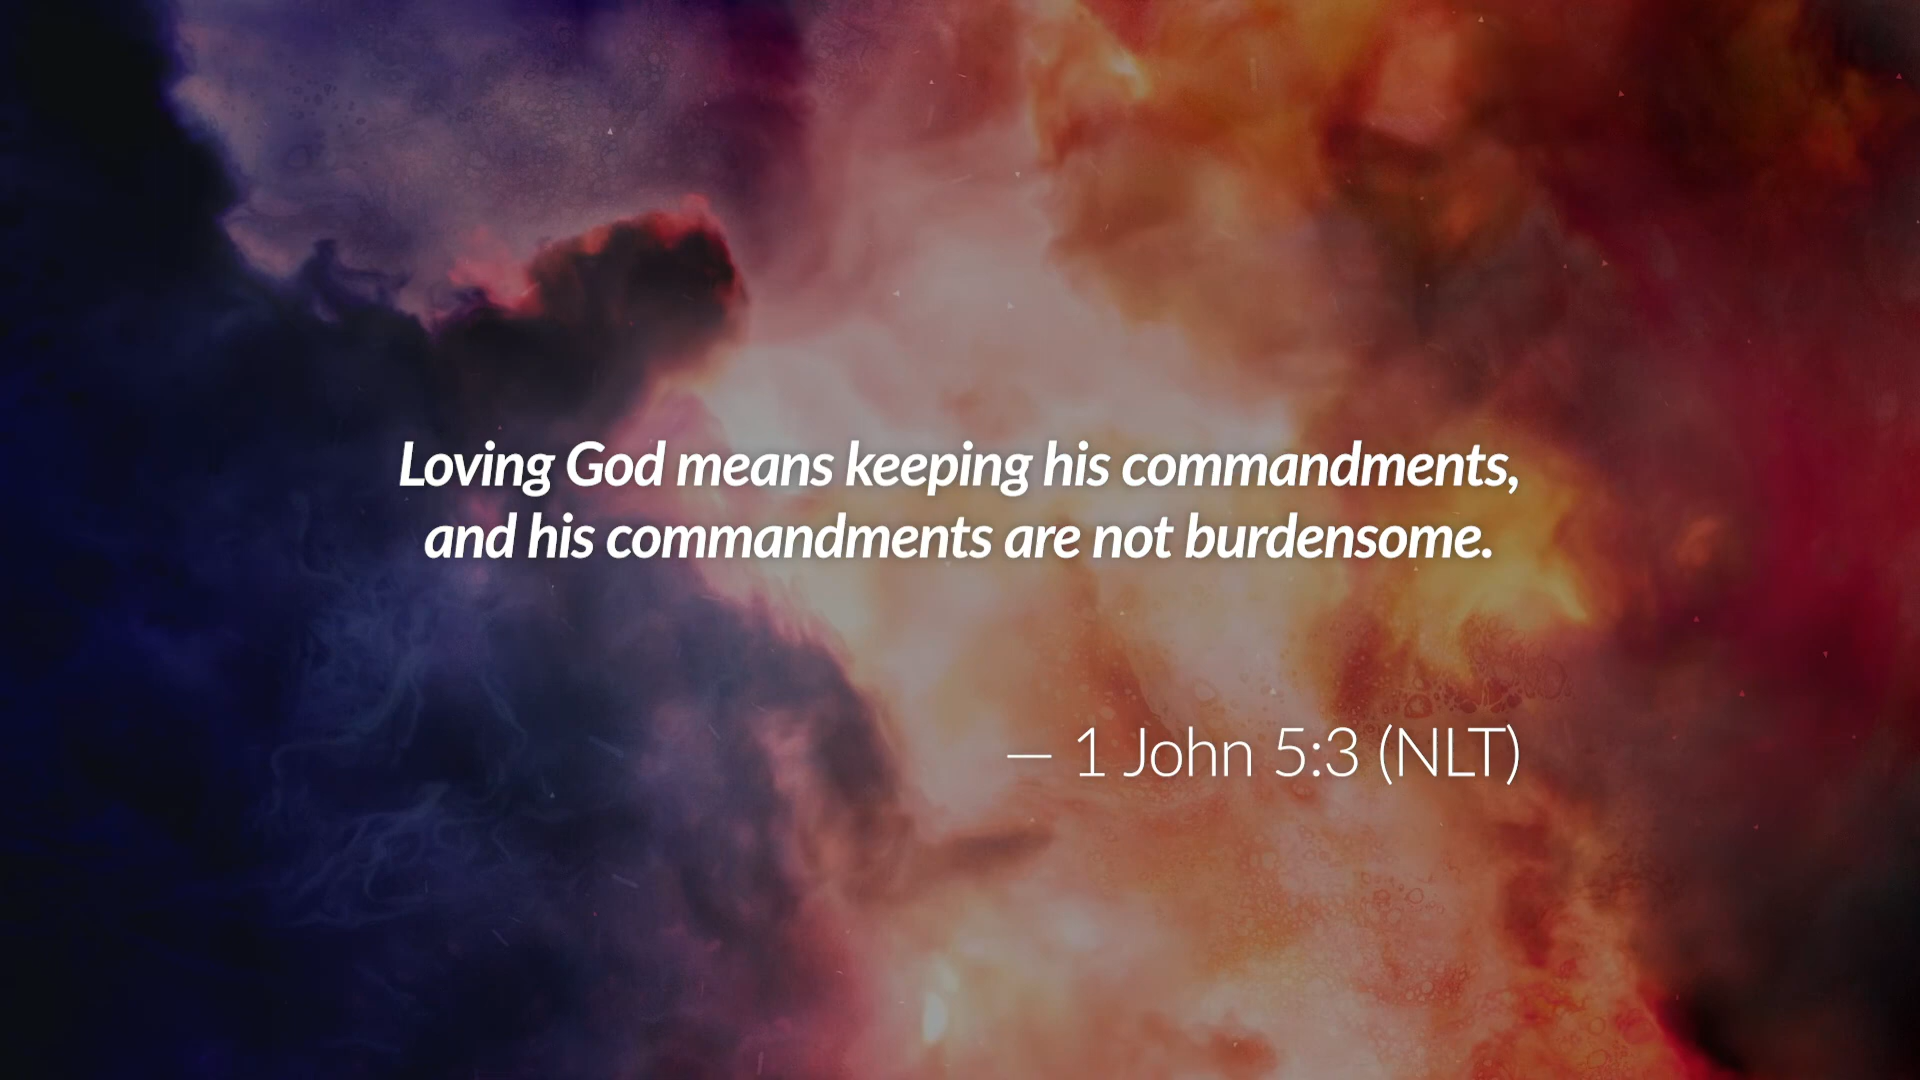 Loving God means keeping his commandments,
and his commandments are not burdensome.
— 1 John 5:3 (NLT)